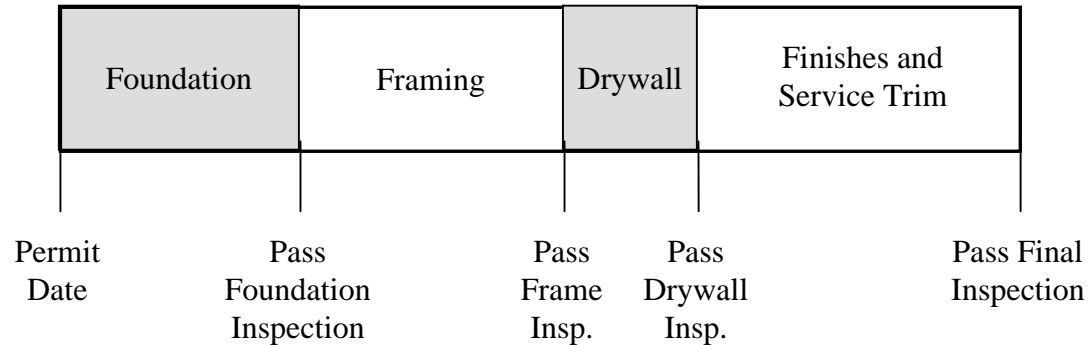 Foundation
Framing
Drywall
Finishes and
Service Trim
Permit
Date
Pass
Foundation
Inspection
Pass
Frame
Insp.
Pass
Drywall
Insp.
Pass Final
Inspection